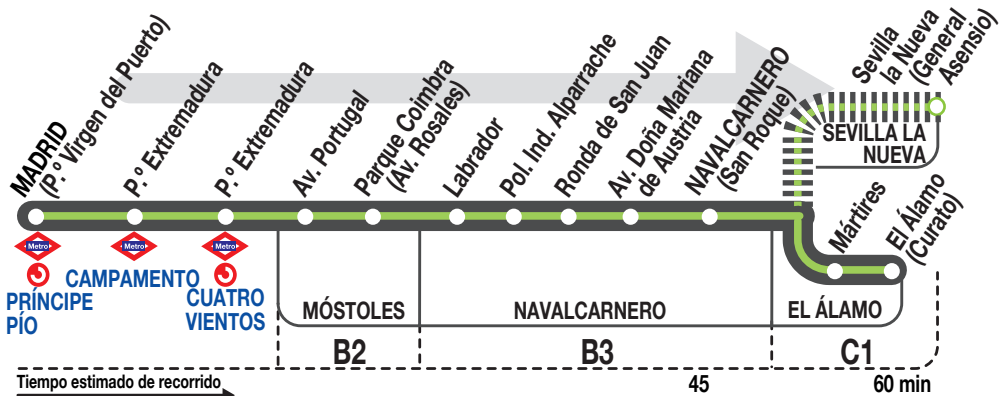 MADRID
(P.º Virgen del Puerto)
P.º Extremadura
P.º Extremadura
Av. Portugal
Parque Coimbra
(Av. Rosales)
Labrador
Pol. Ind. Alparrache
Ronda de San Juan
Av. Doña Mariana
de Austria
NAVALCARNERO
(San Roque)
Sevilla
la Nueva
(General
Asensio)
SEVILLA LA
NUEVA
Mártires
El Álamo
(Curato)
Metro
Metro
Metro
PRÍNCIPE
PÍO
CAMPAMENTO
CUATRO
VIENTOS
MÓSTOLES
NAVALCARNERO
EL ÁLAMO
B2
B3
C1
Tiempo estimado de recorrido
45
60 min